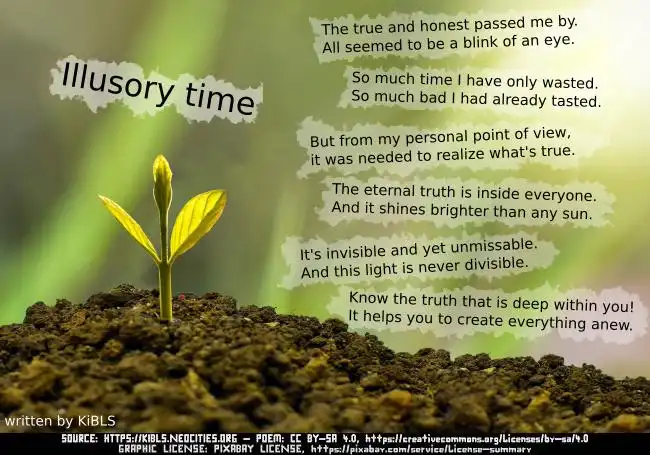 Illusory time
The true and honest passed me by.
All seemed to be a blink of an eye.
So much time I have only wasted.
So much bad I had already tasted.
But from my personal point of view,
it was needed to realize what's true.
The eternal truth is inside everyone.
And it shines brighter than any sun.
It's invisible and yet unmissable.
And this light is never divisible.
Know the truth that is deep within you!
It helps you to create everything anew.
written by KiBLS
SOURCE: HTTPS://KIBLS.NEOCITIES.ORG – POEM: CC BY-SA 4.0, https://creativecommons.org/licenses/by-sa/4.0
GRAPHIC LICENSE: PIXABAY LICENSE, https://pixabay.com/service/license-summary